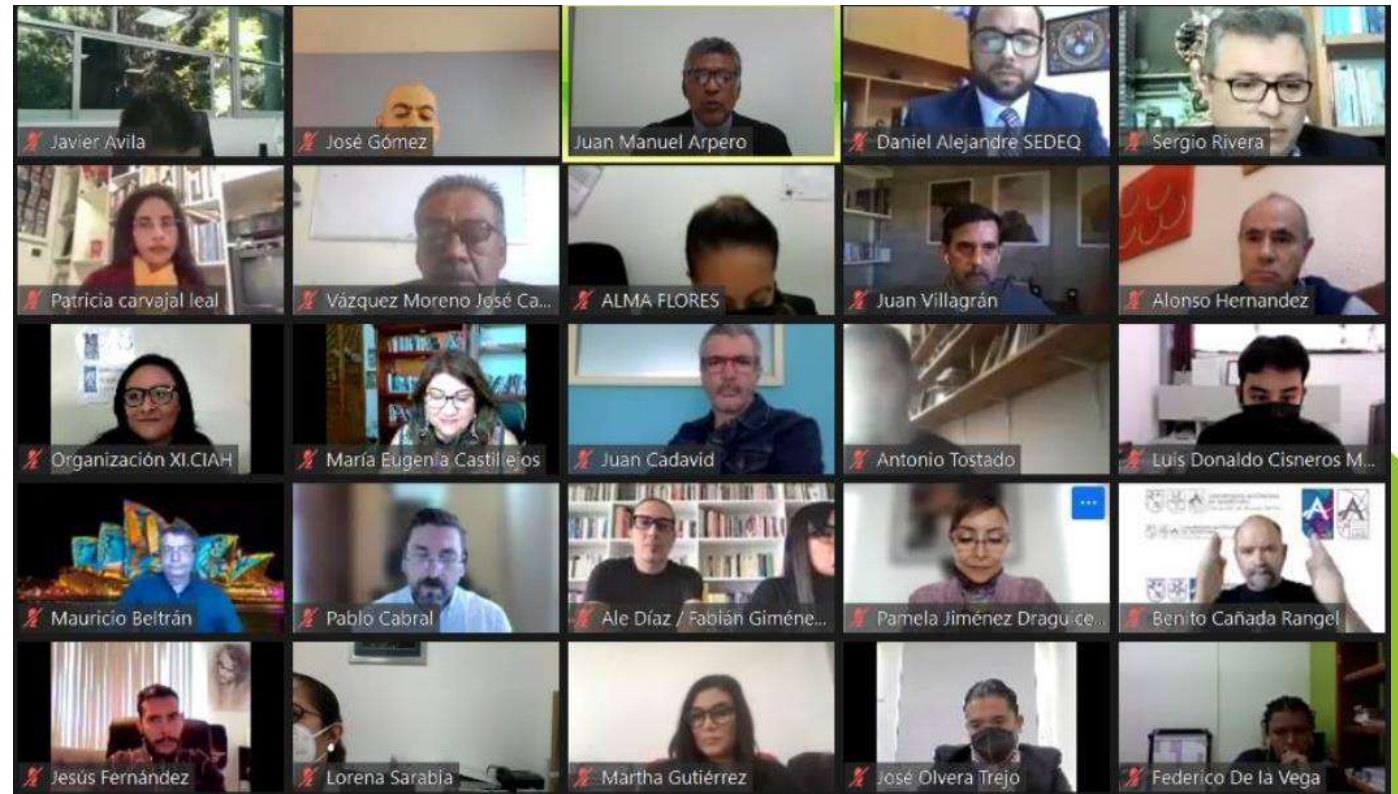 Javier Avila
José Gómez
Juan Manuel Arpero
Daniel Alejandre SEDEQ
Sergio Rivera
Patricia carvajal leal
Vázquez Moreno José Ca...
ALMA FLORES
Juan Villagrán
Alonso Hernandez
Organización XI.CIAH
María Eugenia Castillejos
Juan Cadavid
Antonio Tostado
Luis Donaldo Cisneros M...
Mauricio Beltrán
Pablo Cabral
Ale Díaz / Fabián Giméne...
Pamela Jiménez Draguice...
Benito Cañada Rangel
Jesús Fernández
Lorena Sarabia
Martha Gutiérrez
José Olvera Trejo
Federico De la Vega